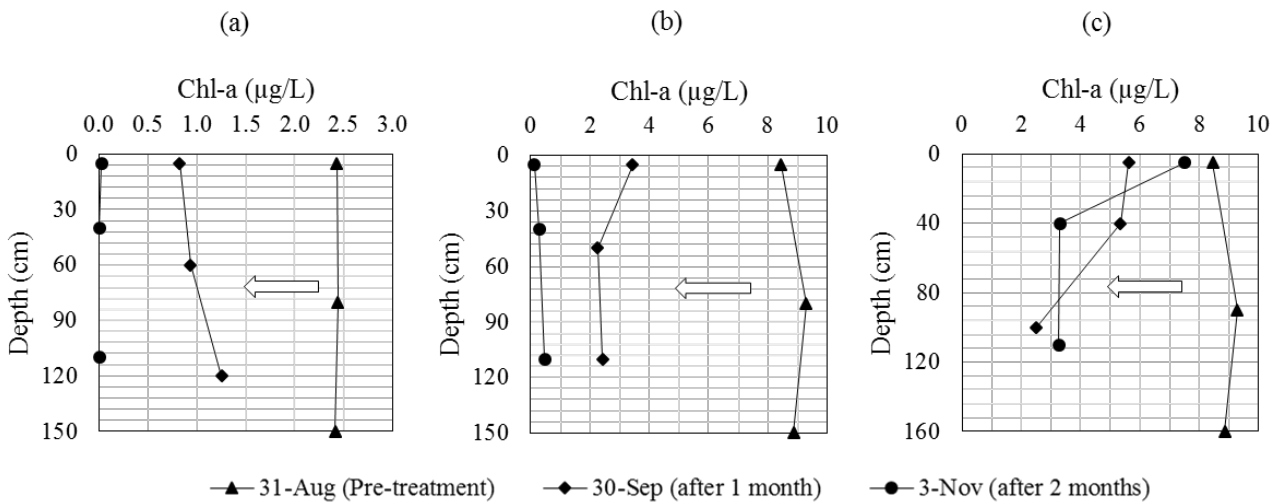 (a)
Chl-a (µg/L)
0.0 0.5 1.0 1.5 2.0 2.5 3.0
0
30
60
90
120
150
Depth (cm)
(b)
Chl-a (µg/L)
0 2 4 6 8 10
0
30
60
90
120
150
Depth (cm)
(c)
Chl-a (µg/L)
0 2 4 6 8 10
0
40
80
120
160
Depth (cm)
31-Aug (Pre-treatment) 30-Sep (after 1 month) 3-Nov (after 2 months)